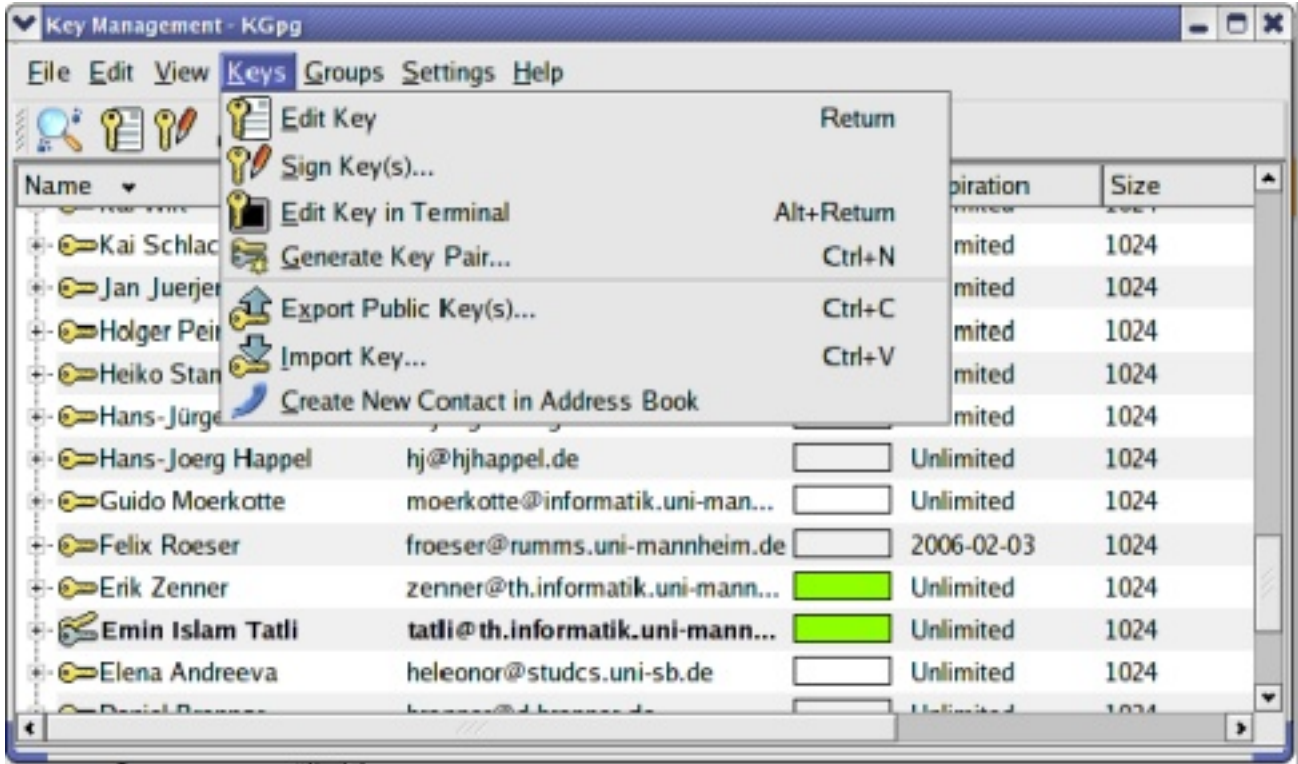 Key Management - KGpg
File Edit View Keys Groups Settings Help
Edit Key Return
Sign Key(s)...
Edit Key in Terminal Alt+Return
Generate Key Pair... Ctrl+N
Export Public Key(s)... Ctrl+C
Import Key... Ctrl+V
Create New Contact in Address Book
Name piration Size
Kai Schlac mited 1024
Jan Juerjer mited 1024
Holger Pei mited 1024
Heiko Stan mited 1024
Hans-Jürge mited 1024
Hans-Joerg Happel hj@hjhappel.de Unlimited 1024
Guido Moerkotte moerkotte@informatik.uni-man... Unlimited 1024
Felix Roeser froeser@rumms.uni-mannheim.de 2006-02-03 1024
Erik Zenner zenner@th.informatik.uni-mann... Unlimited 1024
Emin Islam Tatli tatli@th.informatik.uni-mann... Unlimited 1024
Elena Andreeva heleonor@studcs.uni-sb.de Unlimited 1024